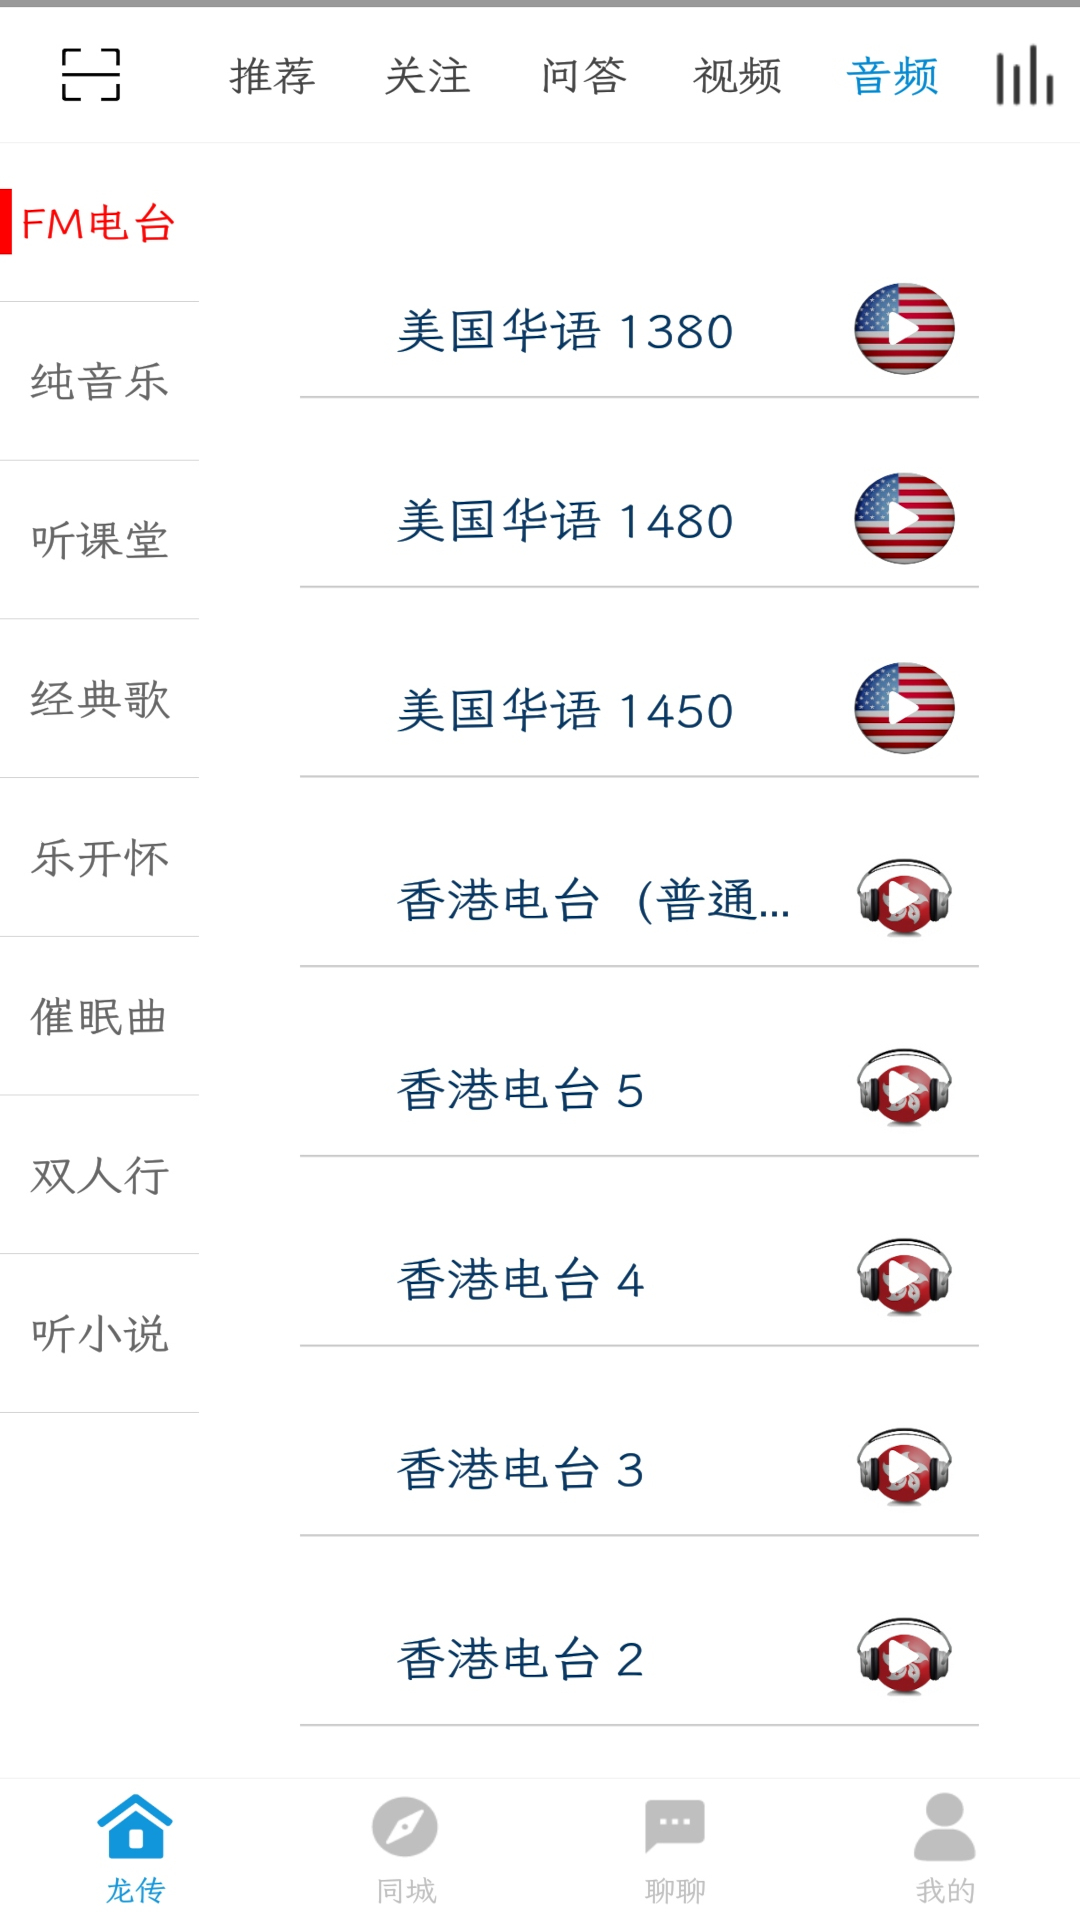 推荐 关注 问答 视频 音频
FM电台
纯音乐
听课堂
经典歌
乐开怀
催眠曲
双人行
听小说
美国华语 1380
美国华语 1480
美国华语 1450
香港电台 (普通...
香港电台 5
香港电台 4
香港电台 3
香港电台 2
龙传 同城 聊聊 我的